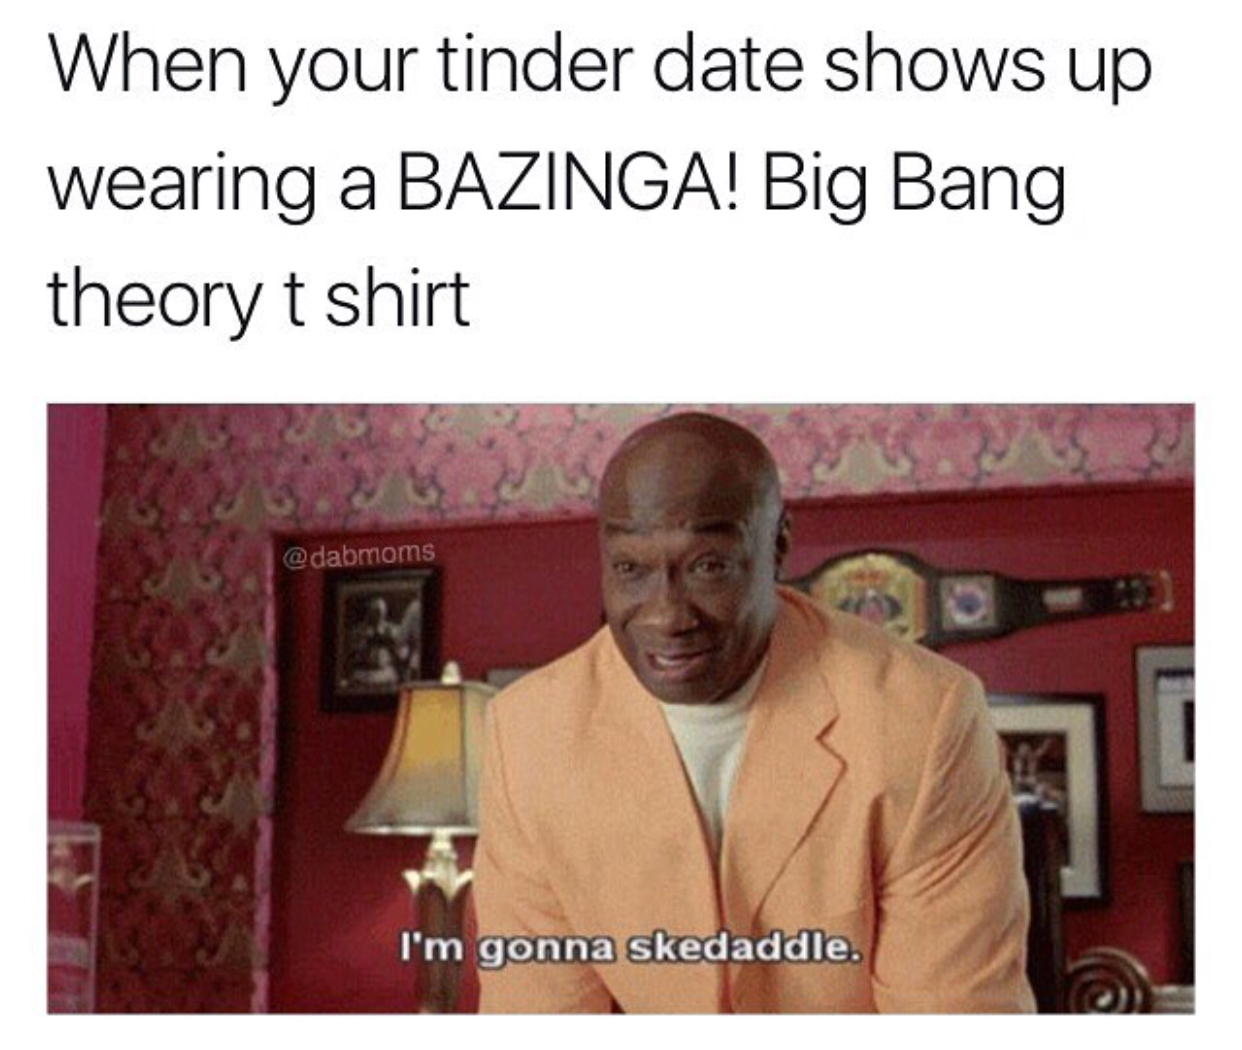 When your tinder date shows up
wearing a BAZINGA! Big Bang
theory t shirt
@dabmoms
I'm gonna skedaddle.